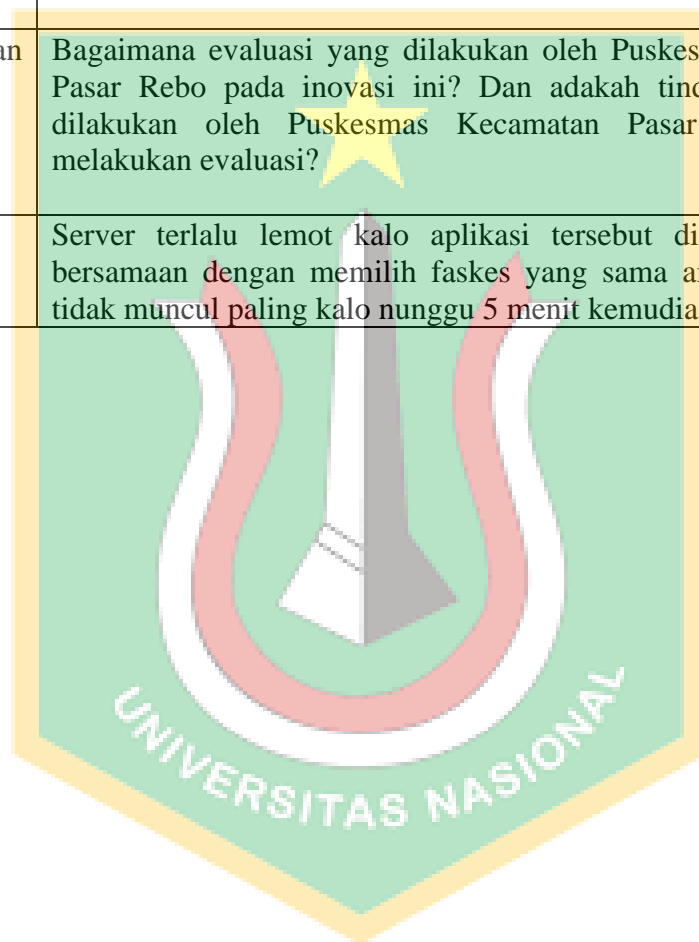 an Bagaimana evaluasi yang dilakukan oleh Puskes
Pasar Rebo pada inovasi ini? Dan adakah tind
dilakukan oleh Puskesmas Kecamatan Pasar
melakukan evaluasi?
Server terlalu lemot kalo aplikasi tersebut di
bersamaan dengan memilih faskes yang sama a
tidak muncul paling kalo nunggu 5 menit kemudia
UNIVERSITAS NASIONAL